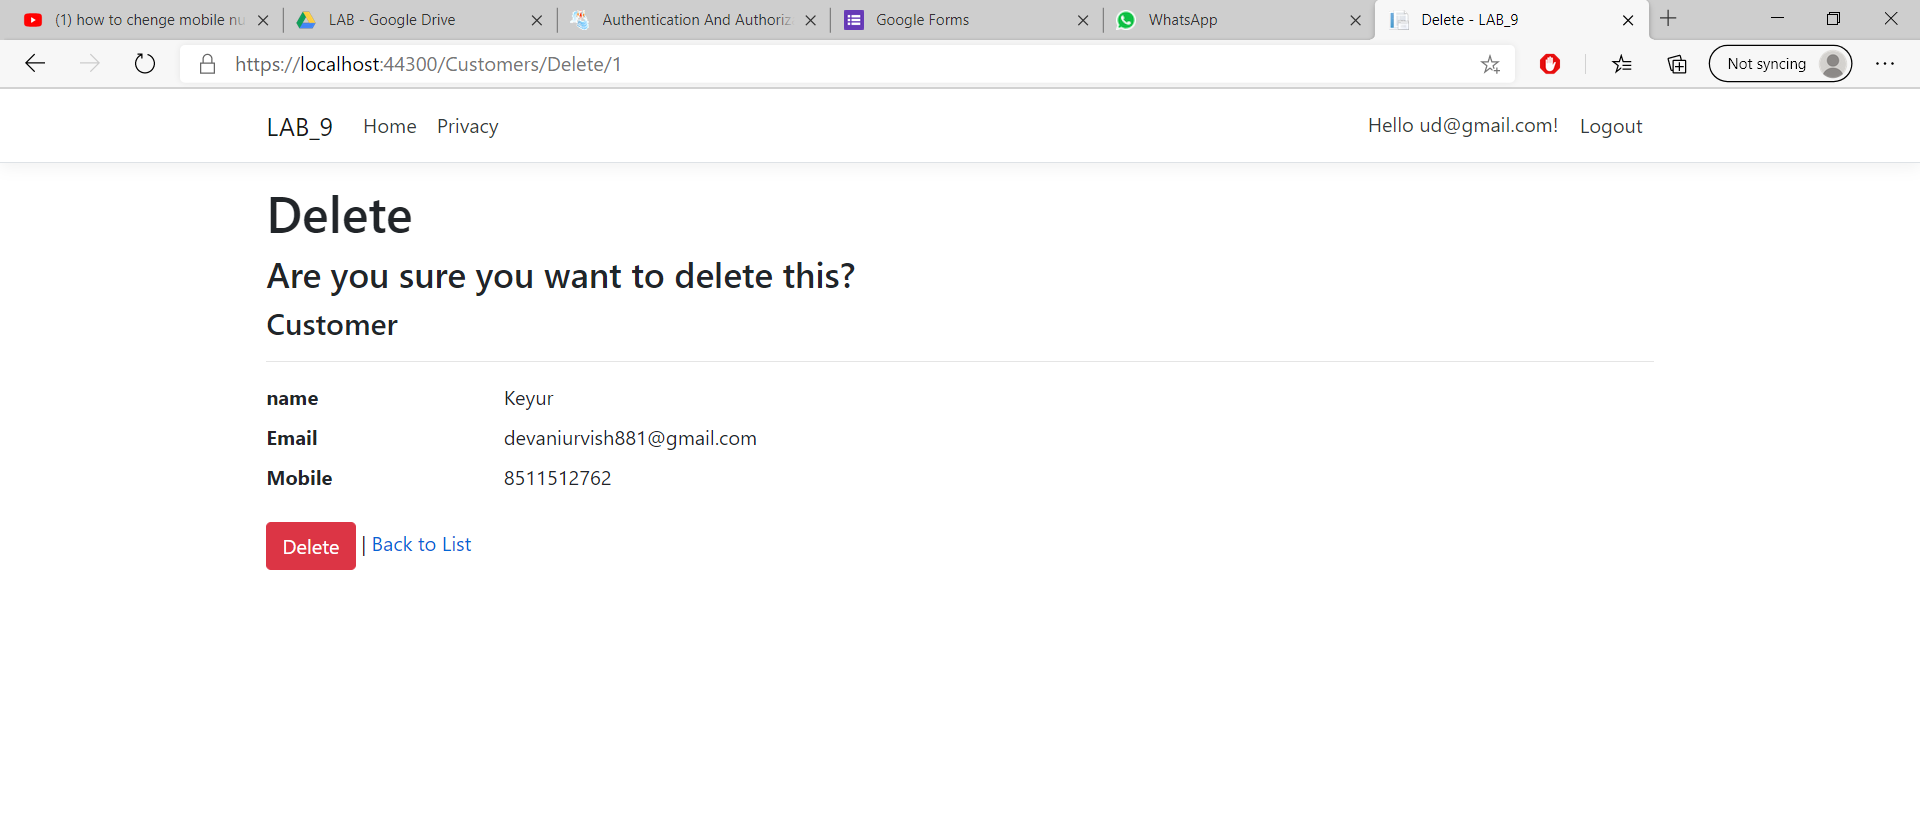 (1) how to chenge mobile nu
LAB - Google Drive
Authentication And Authoriz
Google Forms
WhatsApp
Delete - LAB_9
https://localhost:44300/Customers/Delete/1
Not syncing
LAB_9 Home Privacy Hello ud@gmail.com! Logout
Delete
Are you sure you want to delete this?
Customer
name Keyur
Email devaniurvish881@gmail.com
Mobile 8511512762
Delete | Back to List